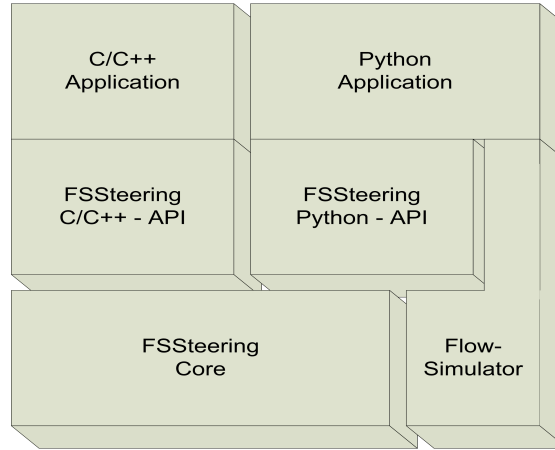 C/C++
Application
Python
Application
FSSteering
C/C++ - API
FSSteering
Python - API
FSSteering
Core
Flow-
Simulator